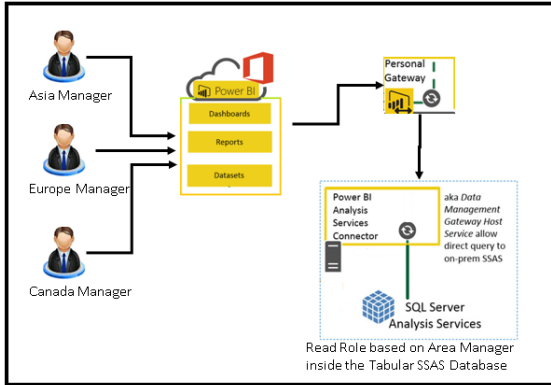 Asia Manager
Europe Manager
Canada Manager
Power BI
Dashboards
Reports
Datasets
Personal
Gateway
Power BI
Analysis
Services
Connector
aka Data
Management
Gateway Host
Service allow
direct query to
on-prem SSAS
SQL Server
Analysis Services
Read Role based on Area Manager
inside the Tabular SSAS Database